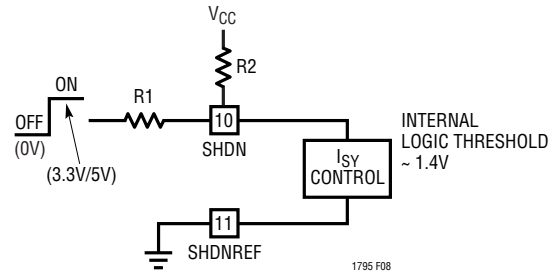 VCC
R2
ON
R1
OFF
(0V)
(3.3V/5V)
10
SHDN
ISY
CONTROL
INTERNAL
LOGIC THRESHOLD
~ 1.4V
11
SHDNREF
1795 F08